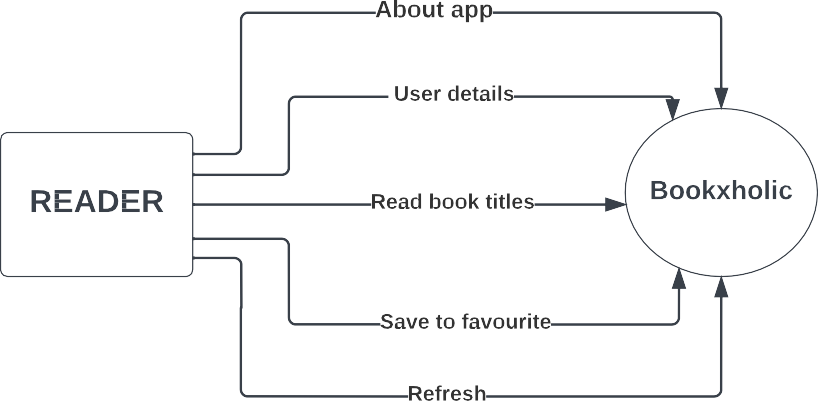 About app
User details
READER
Read book titles
Bookxholic
Save to favourite
Refresh